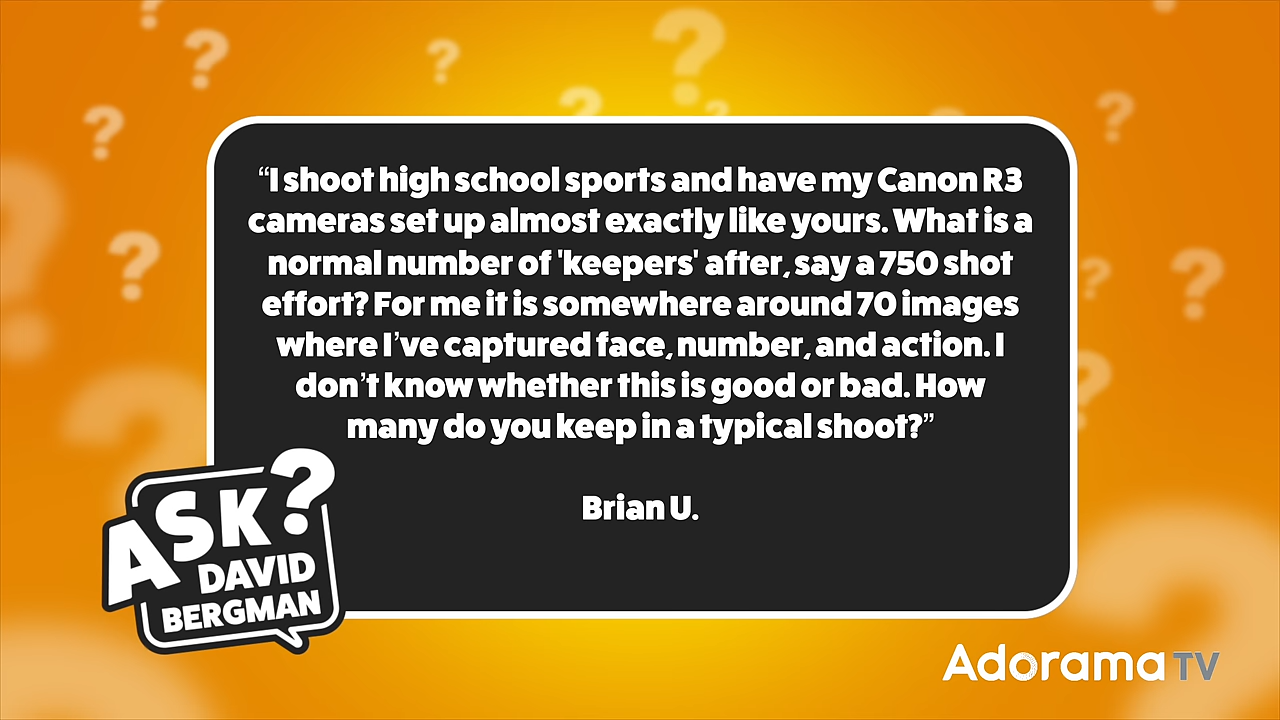 “I shoot high school sports and have my Canon R3
cameras set up almost exactly like yours. What is a
normal number of 'keepers' after, say a 750 shot
effort? For me it is somewhere around 70 images
where I’ve captured face, number, and action. I
don’t know whether this is good or bad. How
many do you keep in a typical shoot?”
Brian U.
ASK?
DAVID
BERGMAN
Adorama TV